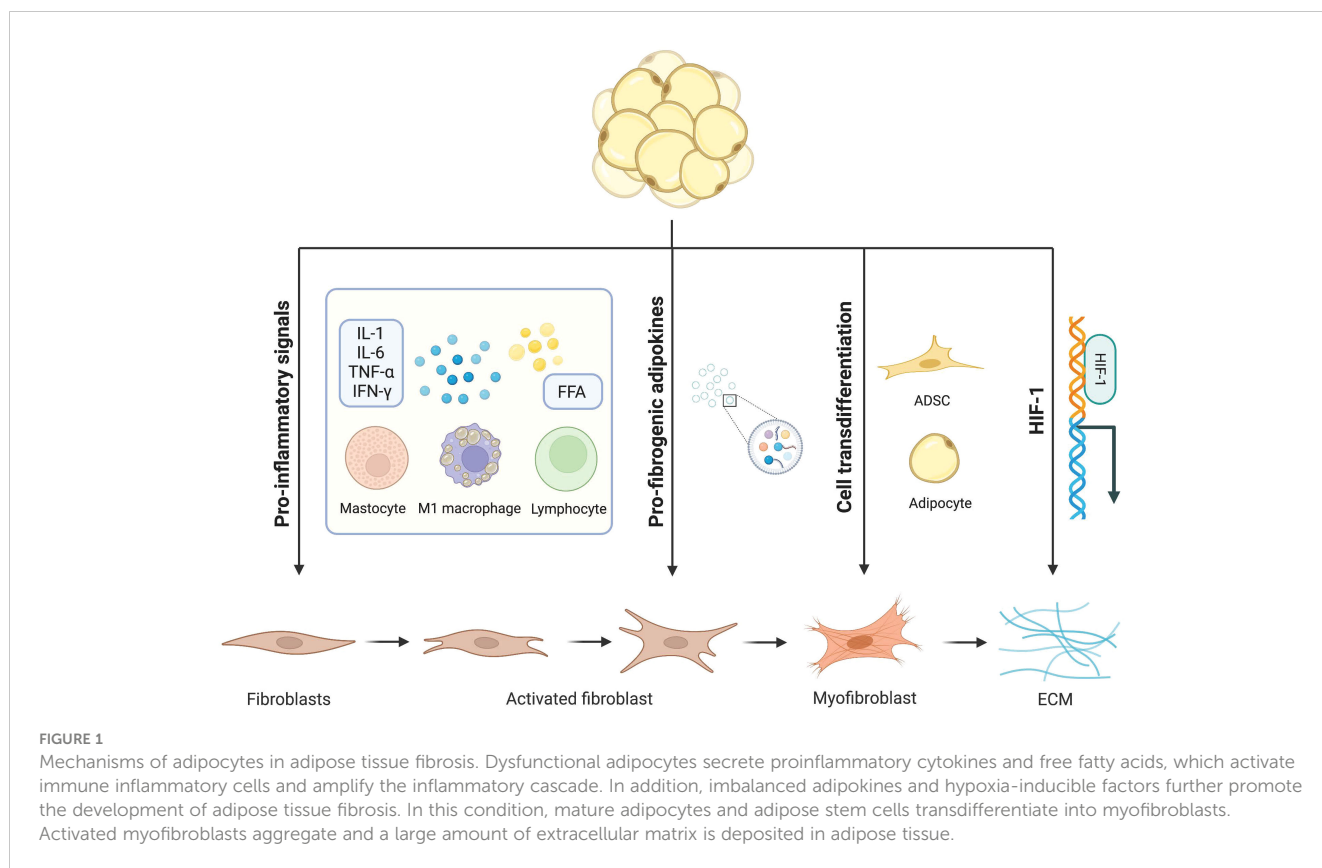 Pro-inflammatory signals
IL-1
IL-6
TNF-α
IFN-γ
FFA
Mastocyte
M1 macrophage
Lymphocyte
Pro-fibrogenic adipokines
Cell transdifferentiation
ADSC
Adipocyte
HIF-1
HIF-1
Fibroblasts
Activated fibroblast
Myofibroblast
ECM
FIGURE 1
Mechanisms of adipocytes in adipose tissue fibrosis. Dysfunctional adipocytes secrete proinflammatory cytokines and free fatty acids, which activate
immune inflammatory cells and amplify the inflammatory cascade. In addition, imbalanced adipokines and hypoxia-inducible factors further promote
the development of adipose tissue fibrosis. In this condition, mature adipocytes and adipose stem cells transdifferentiate into myofibroblasts.
Activated myofibroblasts aggregate and a large amount of extracellular matrix is deposited in adipose tissue.